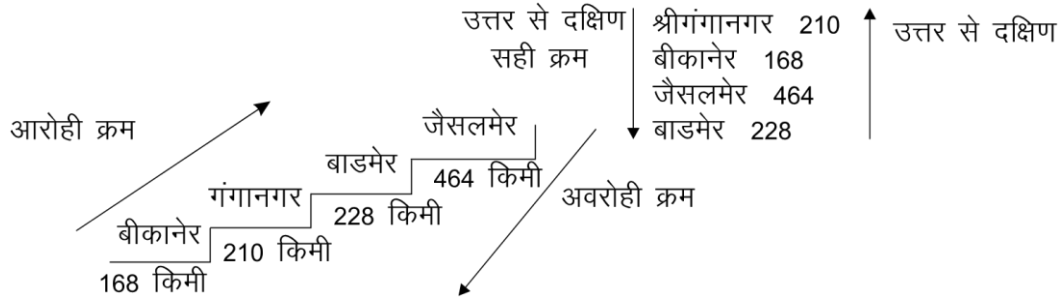 उत्तर से दक्षिण
सही क्रम
श्रीगंगानगर 210
बीकानेर 168
जैसलमेर 464
बाडमेर 228
उत्तर से दक्षिण
आरोही क्रम
जैसलमेर
464 किमी
बाडमेर
228 किमी
गंगानगर
210 किमी
बीकानेर
168 किमी
अवरोही क्रम